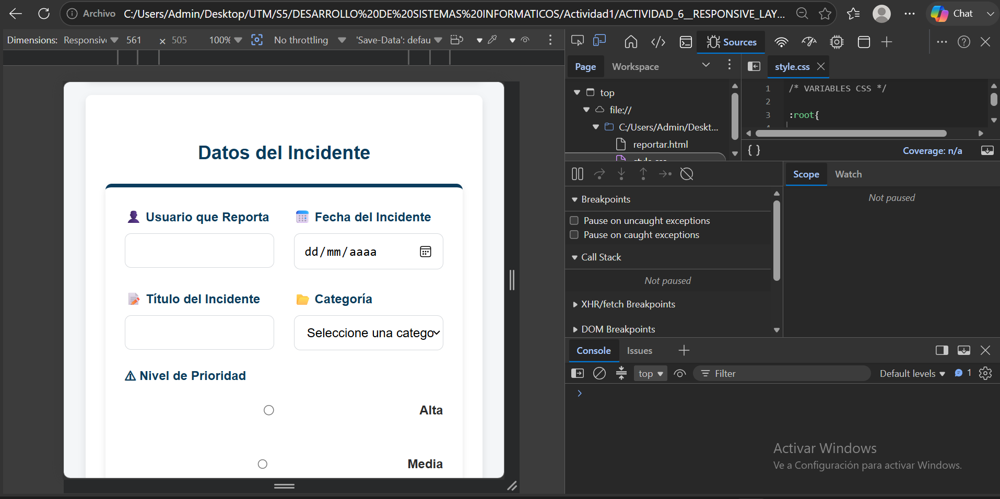 Archivo C:/Users/Admin/Desktop/UTM/S5/DESARROLLO%20DE%20SISTEMAS%20INFORMATICOS/Actividad1/ACTIVIDAD_6__RESPONSIVE_LAY... Chat
Dimensions: Responsive 561 × 505 100% No throttling 'Save-Data': defau
Sources
Page Workspace
style.css
top
file://
C:/Users/Admin/Deskt...
reportar.html
style.css
1 /* VARIABLES CSS */
2
3 :root{
4
{ } Coverage: n/a
Scope Watch
Not paused
Breakpoints
Pause on uncaught exceptions
Pause on caught exceptions
Call Stack
Not paused
XHR/fetch Breakpoints
DOM Breakpoints
Console Issues
top Filter Default levels 1
Datos del Incidente
Usuario que Reporta
Fecha del Incidente
dd/mm/aaaa
Título del Incidente
Categoría
Seleccione una catego
Nivel de Prioridad
Alta
Media
Activar Windows
Ve a Configuración para activar Windows.